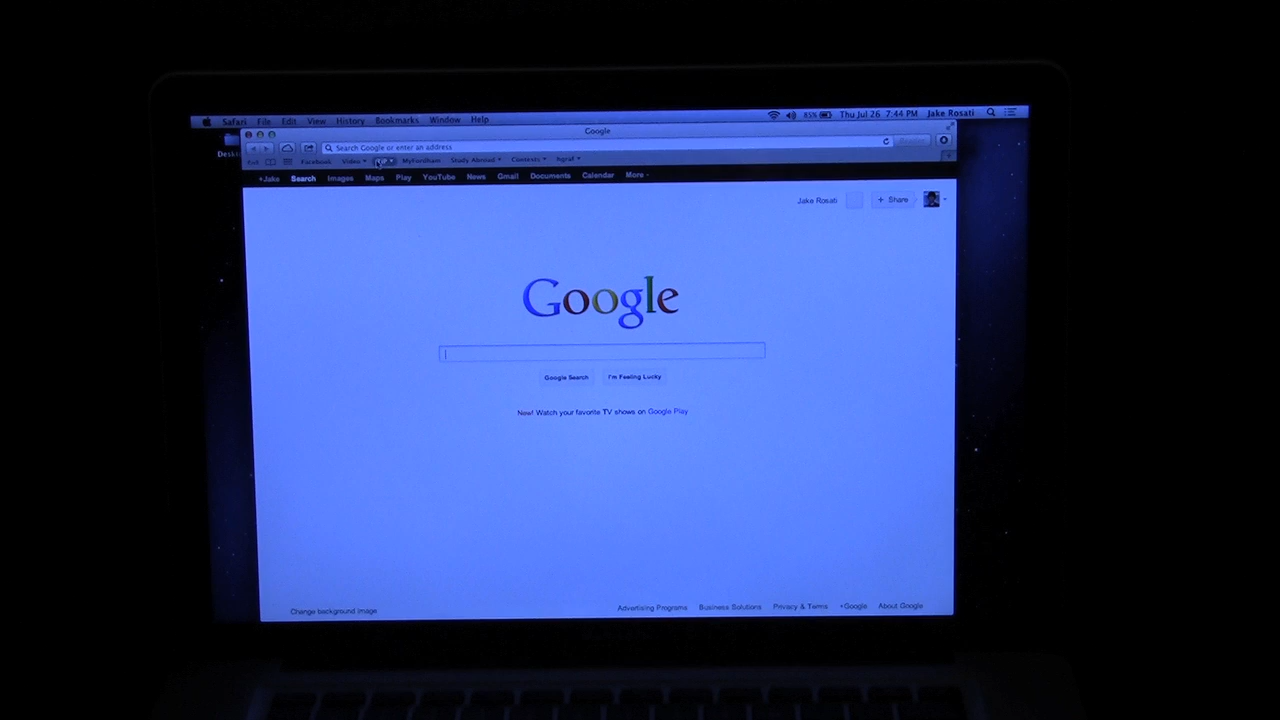 Safari File Edit View History Bookmarks Window Help 85% Thu Jul 26 7:44 PM Jake Rosati
Google
Search Google or enter an address
Facebook Video MyFordham Study Abroad Contests
+Jake Search Images Maps Play YouTube News Gmail Documents Calendar More
Jake Rosati + Share
Google
Google Search I'm Feeling Lucky
New! Watch your favorite TV shows on Google Play
Change background image Advertising Programs Business Solutions Privacy & Terms +Google About Google